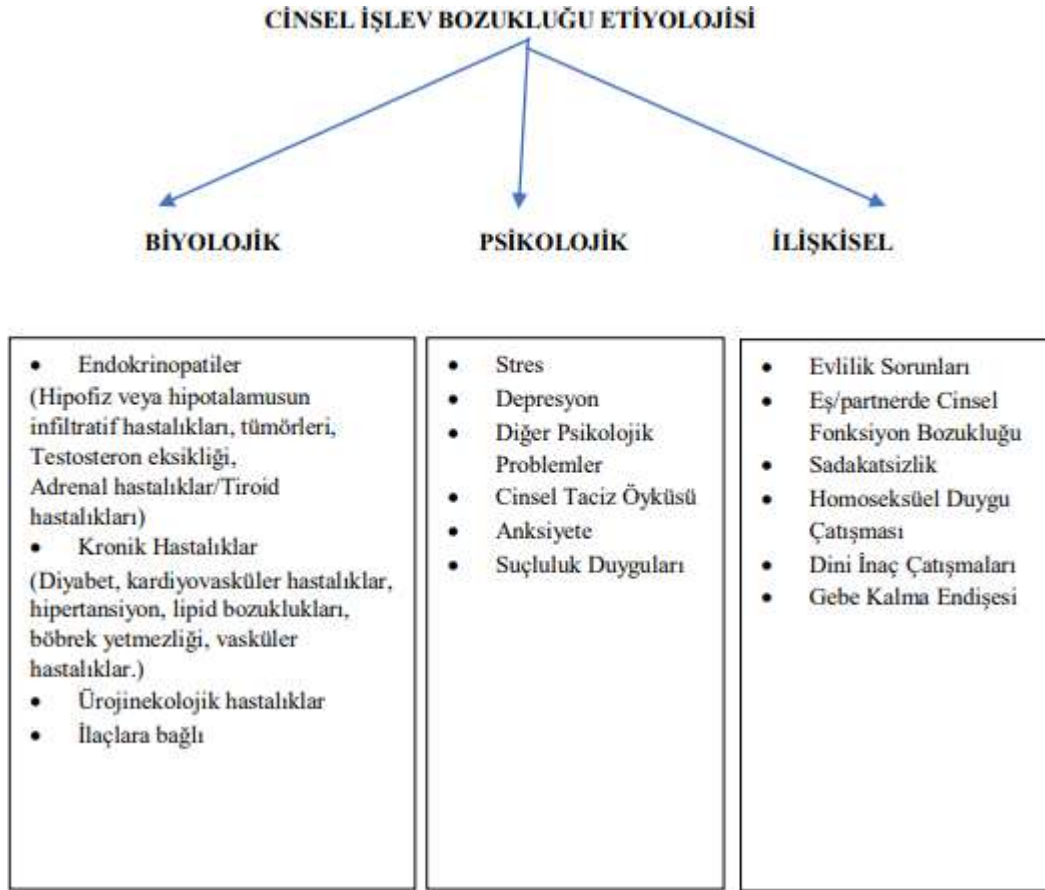 CİNSEL İŞLEV BOZUKLUĞU ETİYOLOJİSİ
BİYOLOJİK
PSİKOLOJİK
İLİŞKİSEL
• Endokrinopatiler
(Hipofiz veya hipotalamusun
infiltratif hastalıkları, tümörleri,
Testosteron eksikliği,
Adrenal hastalıklar/Tiroid
hastalıkları)
• Kronik Hastalıklar
(Diyabet, kardiyovasküler hastalıklar,
hipertansiyon, lipid bozuklukları,
böbrek yetmezliği, vasküler
hastalıklar.)
• Ürojinekolojik hastalıklar
• İlaçlara bağlı
• Stres
• Depresyon
• Diğer Psikolojik
Problemler
• Cinsel Taciz Öyküsü
• Anksiyete
• Suçluluk Duyguları
• Evlilik Sorunları
• Eş/partnerde Cinsel
Fonksiyon Bozukluğu
• Sadakatsizlik
• Homoseksüel Duygu
Çatışması
• Dini İnaç Çatışmaları
• Gebe Kalma Endişesi